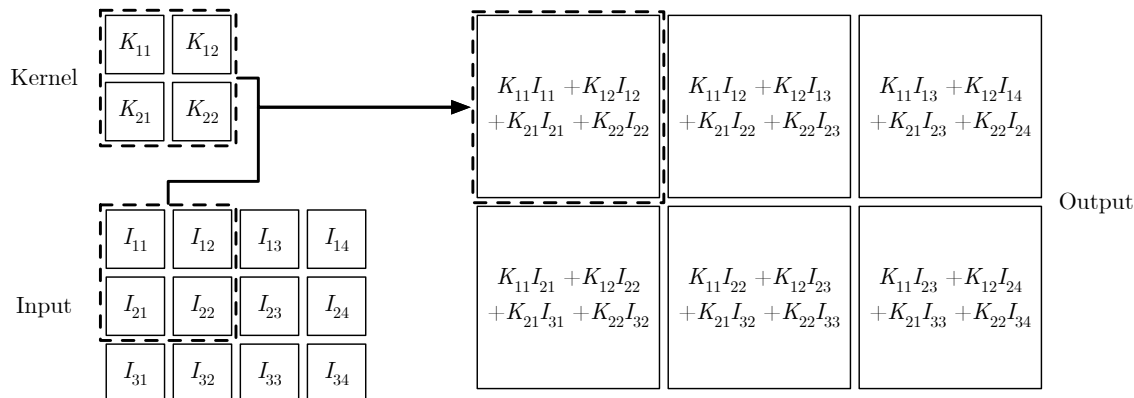 Kernel
K₁₁ K₁₂
K₂₁ K₂₂
Input
I₁₁ I₁₂ I₁₃ I₁₄
I₂₁ I₂₂ I₂₃ I₂₄
I₃₁ I₃₂ I₃₃ I₃₄
K₁₁I₁₁ +K₁₂I₁₂
+K₂₁I₂₁ +K₂₂I₂₂
K₁₁I₁₂ +K₁₂I₁₃
+K₂₁I₂₂ +K₂₂I₂₃
K₁₁I₁₃ +K₁₂I₁₄
+K₂₁I₂₃ +K₂₂I₂₄
K₁₁I₂₁ +K₁₂I₂₂
+K₂₁I₃₁ +K₂₂I₃₂
K₁₁I₂₂ +K₁₂I₂₃
+K₂₁I₃₂ +K₂₂I₃₃
K₁₁I₂₃ +K₁₂I₂₄
+K₂₁I₃₃ +K₂₂I₃₄
Output